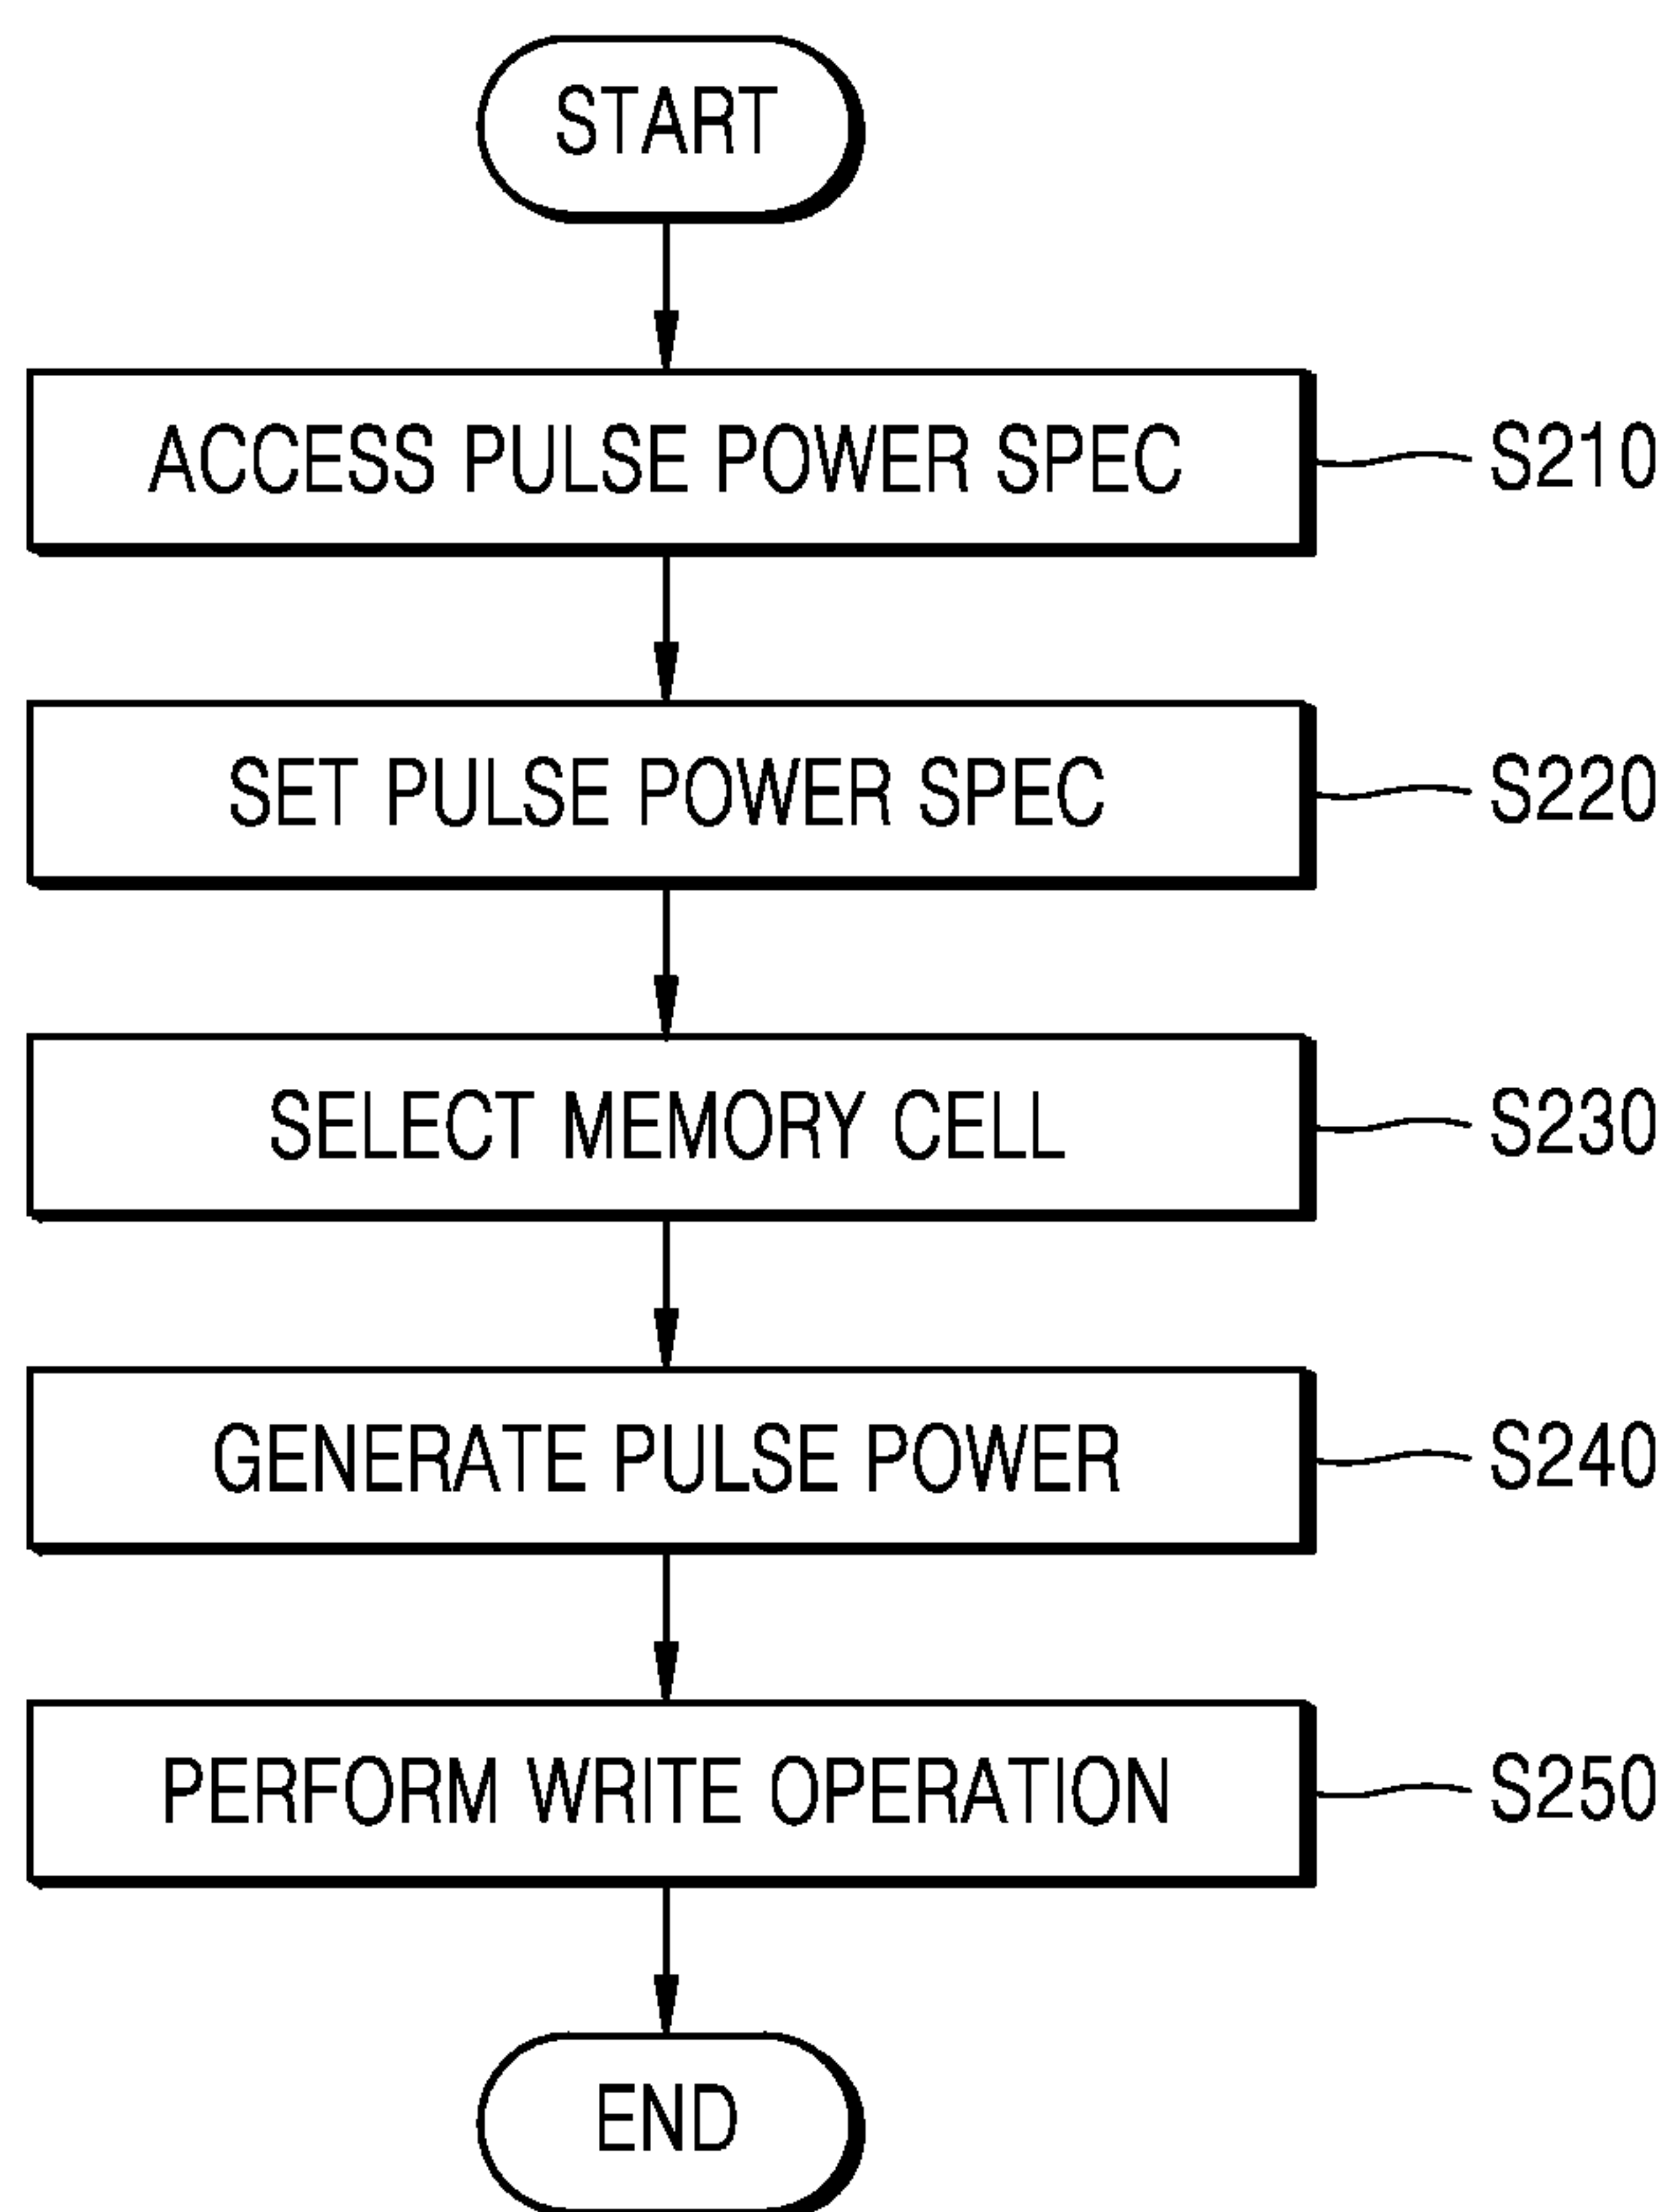 START
ACCESS PULSE POWER SPEC
S210
SET PULSE POWER SPEC
S220
SELECT MEMORY CELL
S230
GENERATE PULSE POWER
S240
PERFORM WRITE OPERATION
S250
END